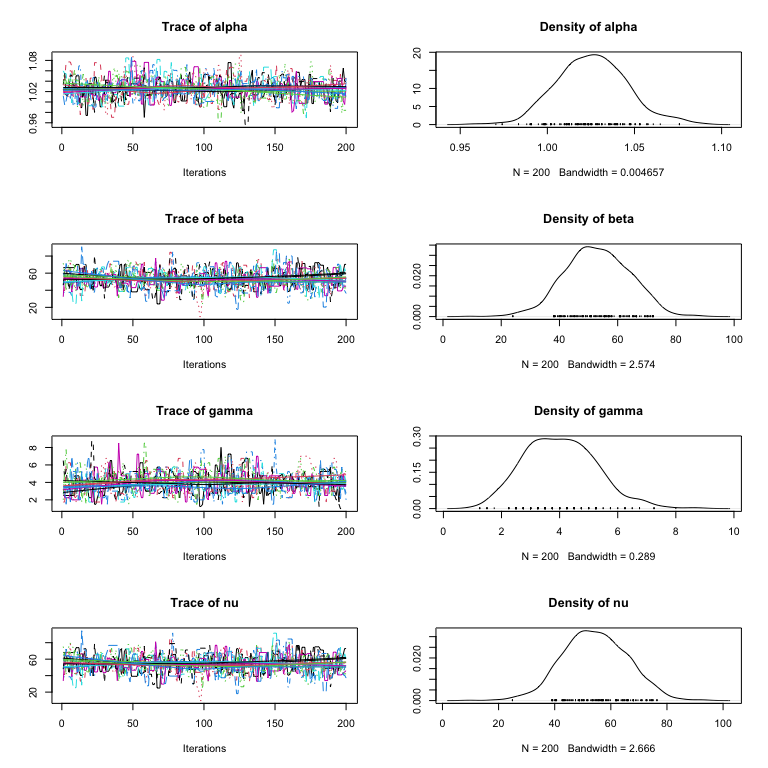 Trace of alpha
Density of alpha
0.96 1.02 1.08
0 50 100 150 200
Iterations
0 5 10 20
0.95 1.00 1.05 1.10
N = 200 Bandwidth = 0.004657
Trace of beta
Density of beta
20 60
0 50 100 150 200
Iterations
0.000 0.020
0 20 40 60 80 100
N = 200 Bandwidth = 2.574
Trace of gamma
Density of gamma
2 4 6 8
0 50 100 150 200
Iterations
0.00 0.15 0.30
0 2 4 6 8 10
N = 200 Bandwidth = 0.289
Trace of nu
Density of nu
20 60
0 50 100 150 200
Iterations
0.000 0.020
0 20 40 60 80 100
N = 200 Bandwidth = 2.666